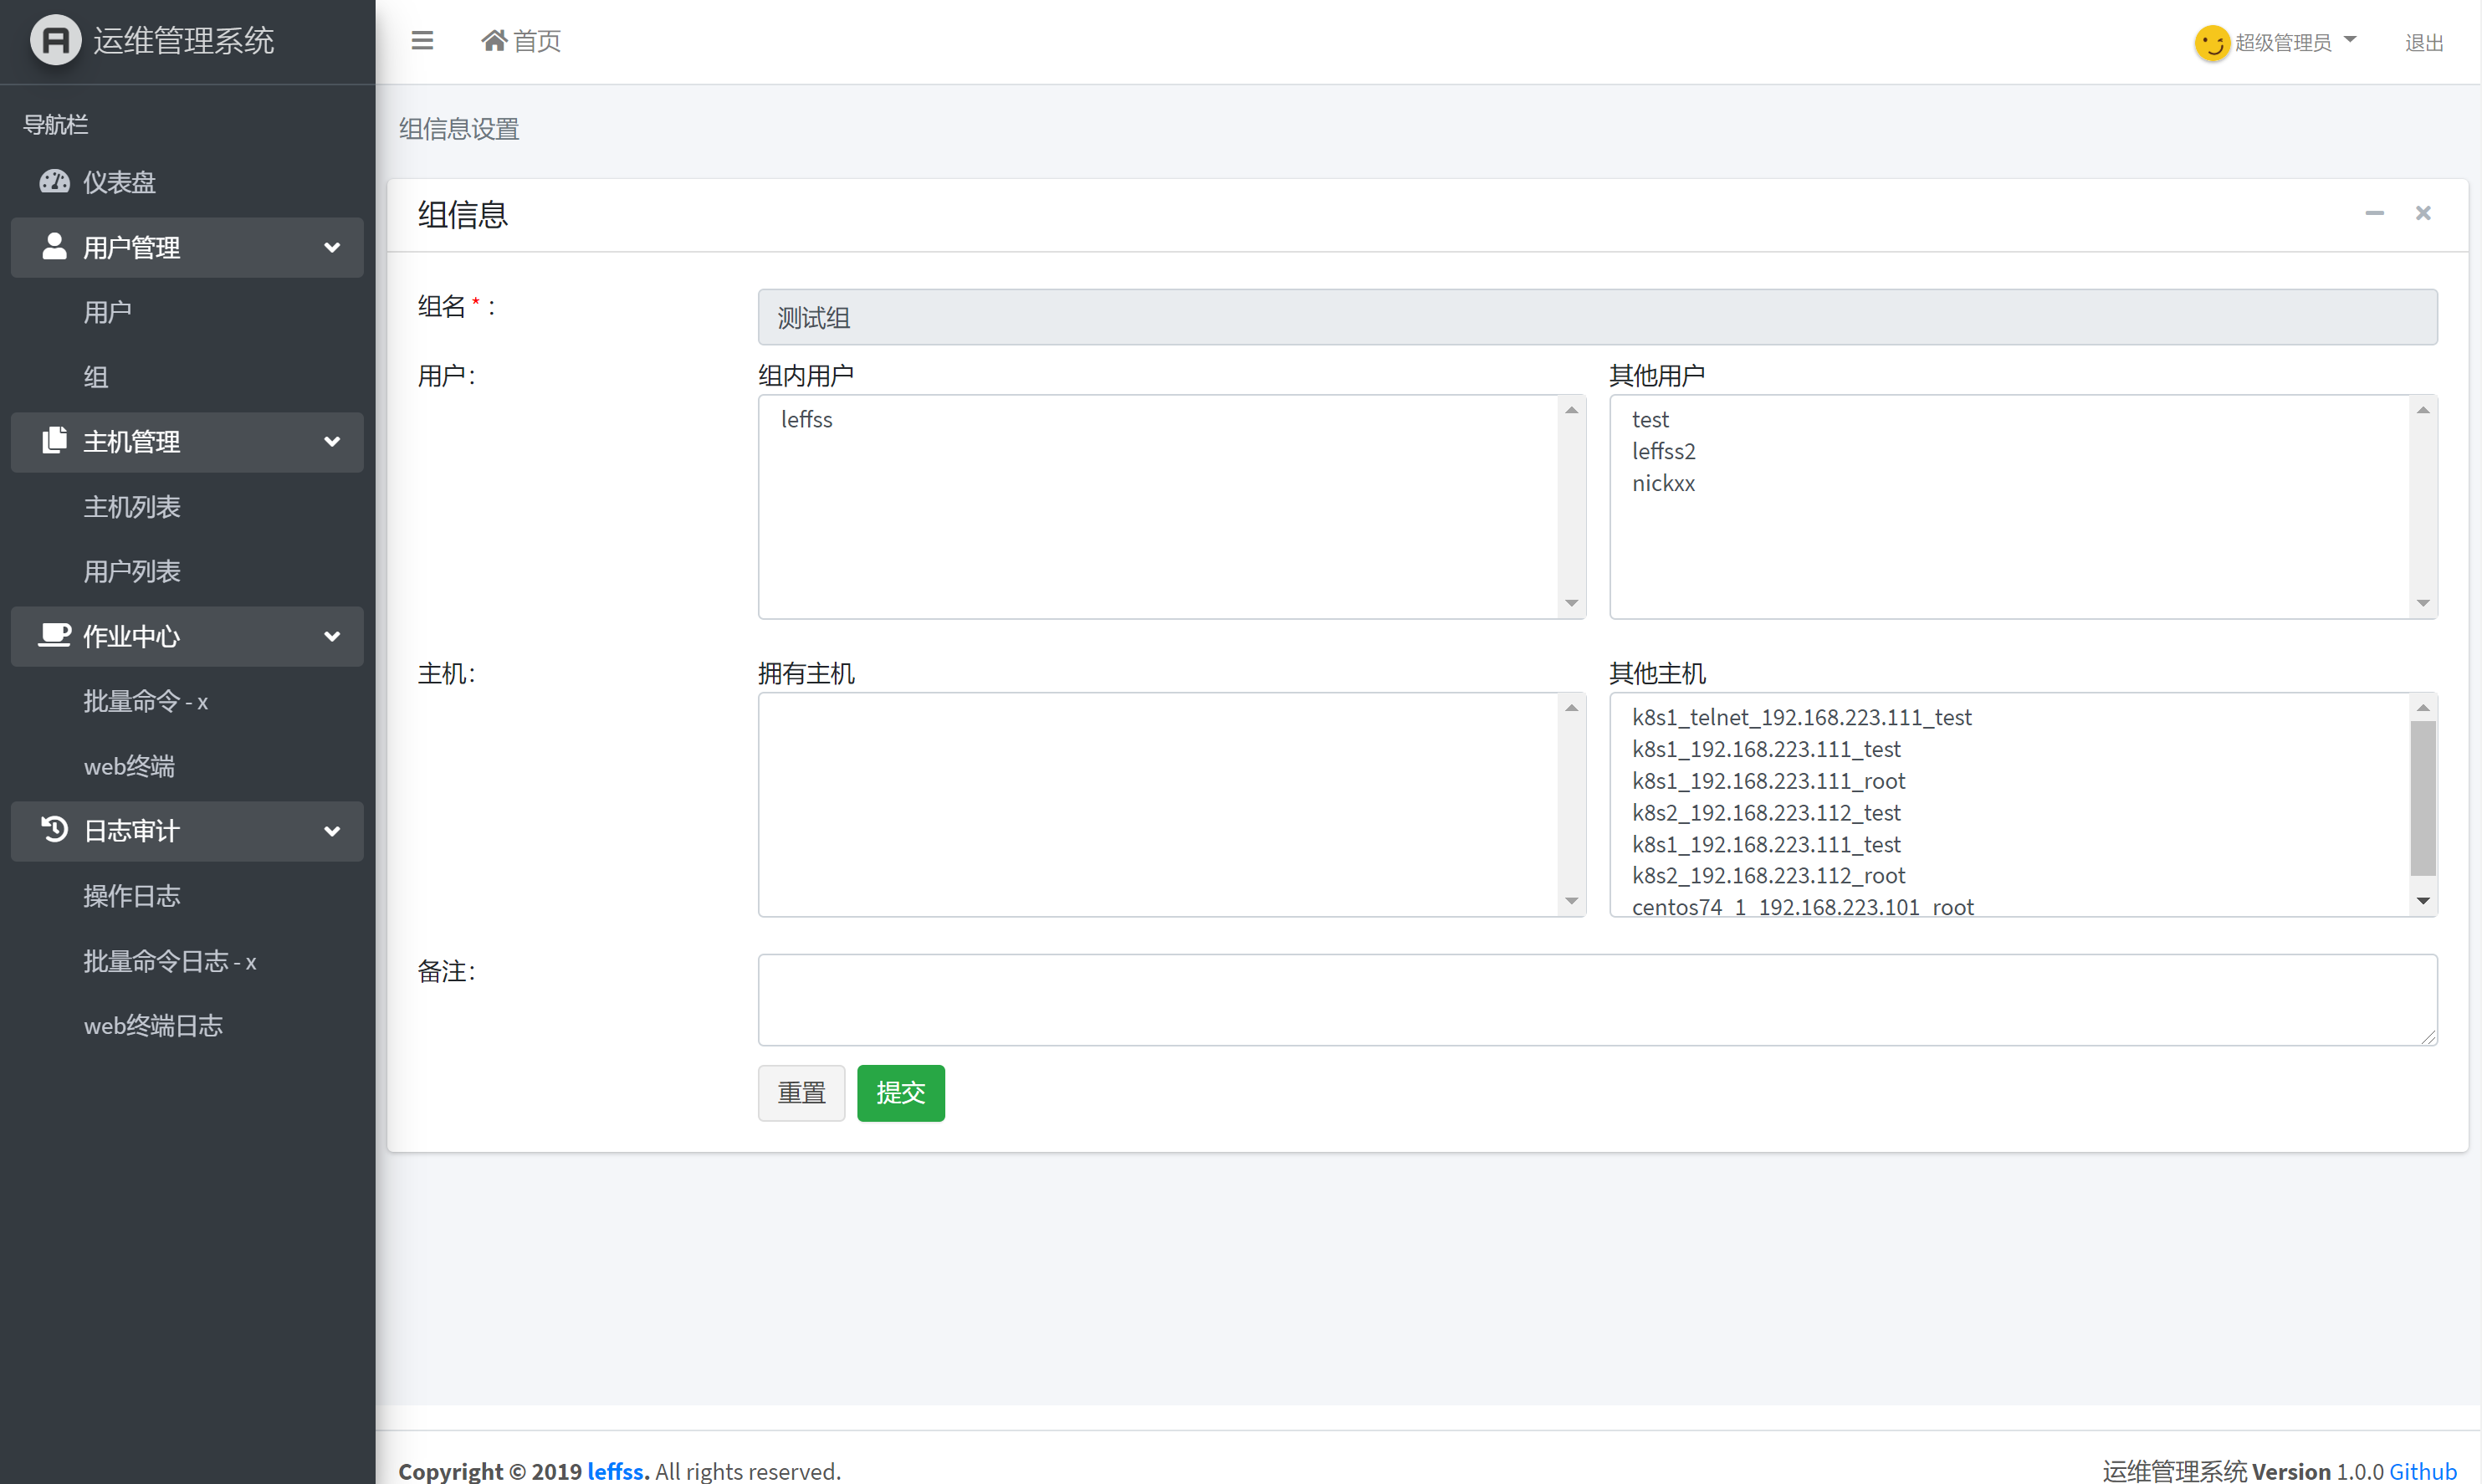 运维管理系统
首页
超级管理员
退出
导航栏
仪表盘
用户管理
用户
组
主机管理
主机列表
用户列表
作业中心
批量命令 - x
web终端
日志审计
操作日志
批量命令日志 - x
web终端日志
组信息设置
组信息
组名 * ：
测试组
用户：
组内用户
leffss
其他用户
test
leffss2
nickxx
主机：
拥有主机
其他主机
k8s1_telnet_192.168.223.111_test
k8s1_192.168.223.111_test
k8s1_192.168.223.111_root
k8s2_192.168.223.112_test
k8s1_192.168.223.111_test
k8s2_192.168.223.112_root
centos74_1_192.168.223.101_root
备注：
重置
提交
Copyright © 2019 leffss. All rights reserved.
运维管理系统 Version 1.0.0 Github